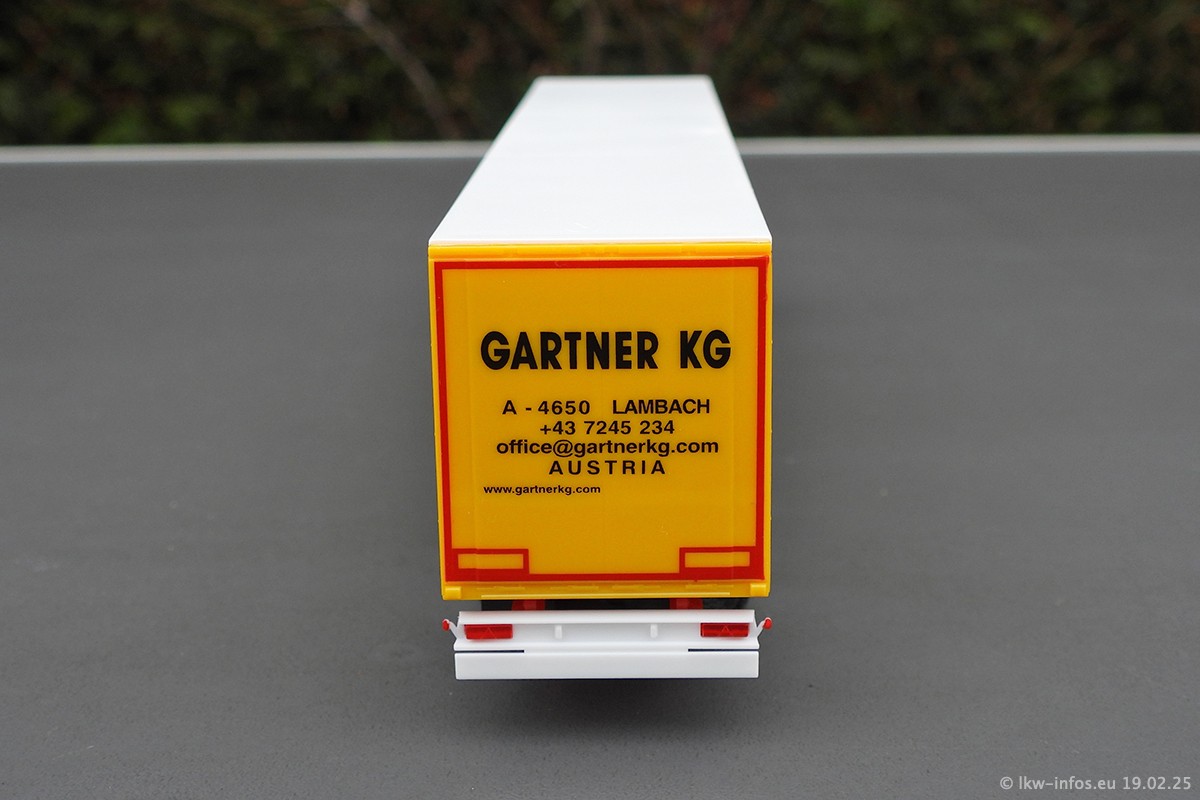 GARTNER KG
A - 4650 LAMBACH
+43 7245 234
office@gartnerkg.com
AUSTRIA
www.gartnerkg.com
© lkw-infos.eu 19.02.25